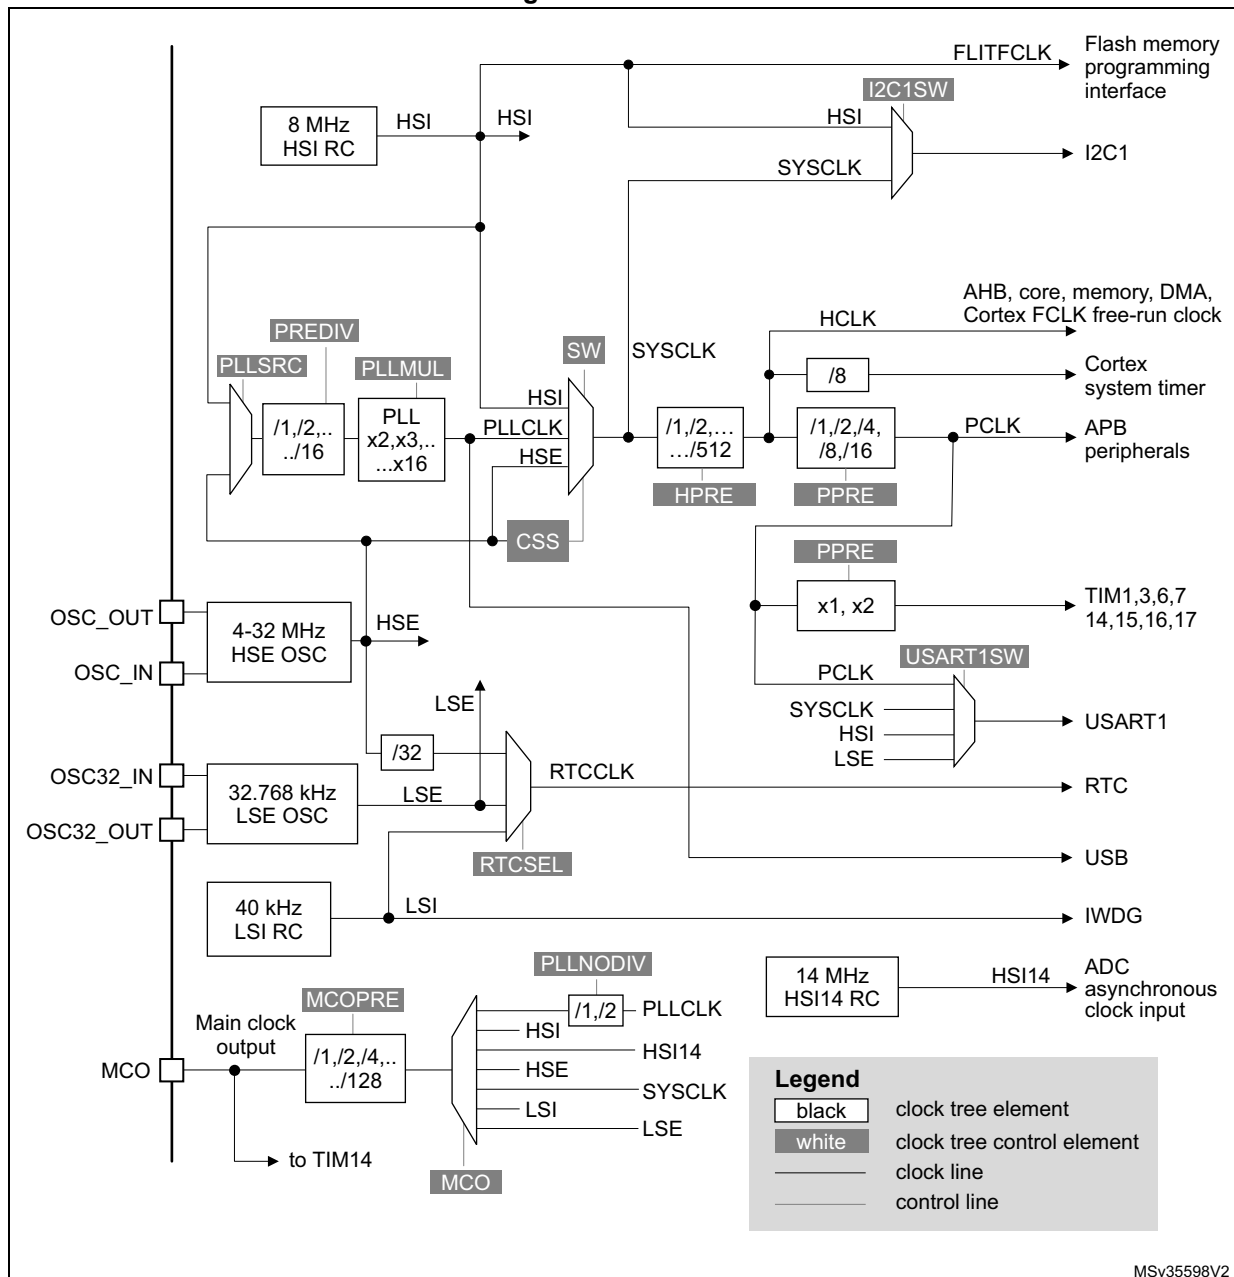 FLITFCLK
Flash memory
programming
interface
I2C1SW
8 MHz
HSI RC
HSI
HSI
HSI
SYSCLK
I2C1
AHB, core, memory, DMA,
Cortex FCLK free-run clock
HCLK
PREDIV
PLLSRC
PLLMUL
SW
SYSCLK
/8
Cortex
system timer
/1,/2,..
../16
PLL
x2,x3,..
...x16
HSI
PLLCLK
HSE
/1,/2,...
.../512
/1,/2,/4,
/8,/16
PCLK
APB
peripherals
HPRE
PPRE
CSS
PPRE
x1, x2
TIM1,3,6,7
14,15,16,17
OSC_OUT
OSC_IN
4-32 MHz
HSE OSC
HSE
USART1SW
PCLK
SYSCLK
HSI
LSE
USART1
LSE
/32
OSC32_IN
OSC32_OUT
32.768 kHz
LSE OSC
LSE
RTCCLK
RTC
RTCSEL
USB
40 kHz
LSI RC
LSI
IWDG
PLLNODIV
14 MHz
HSI14 RC
HSI14
ADC
asynchronous
clock input
MCOPRE
Main clock
output
MCO
/1,/2,/4,..
../128
/1,/2
PLLCLK
HSI
HSI14
HSE
SYSCLK
LSI
LSE
to TIM14
MCO
Legend
black
clock tree element
white
clock tree control element
clock line
control line
MSv35598V2